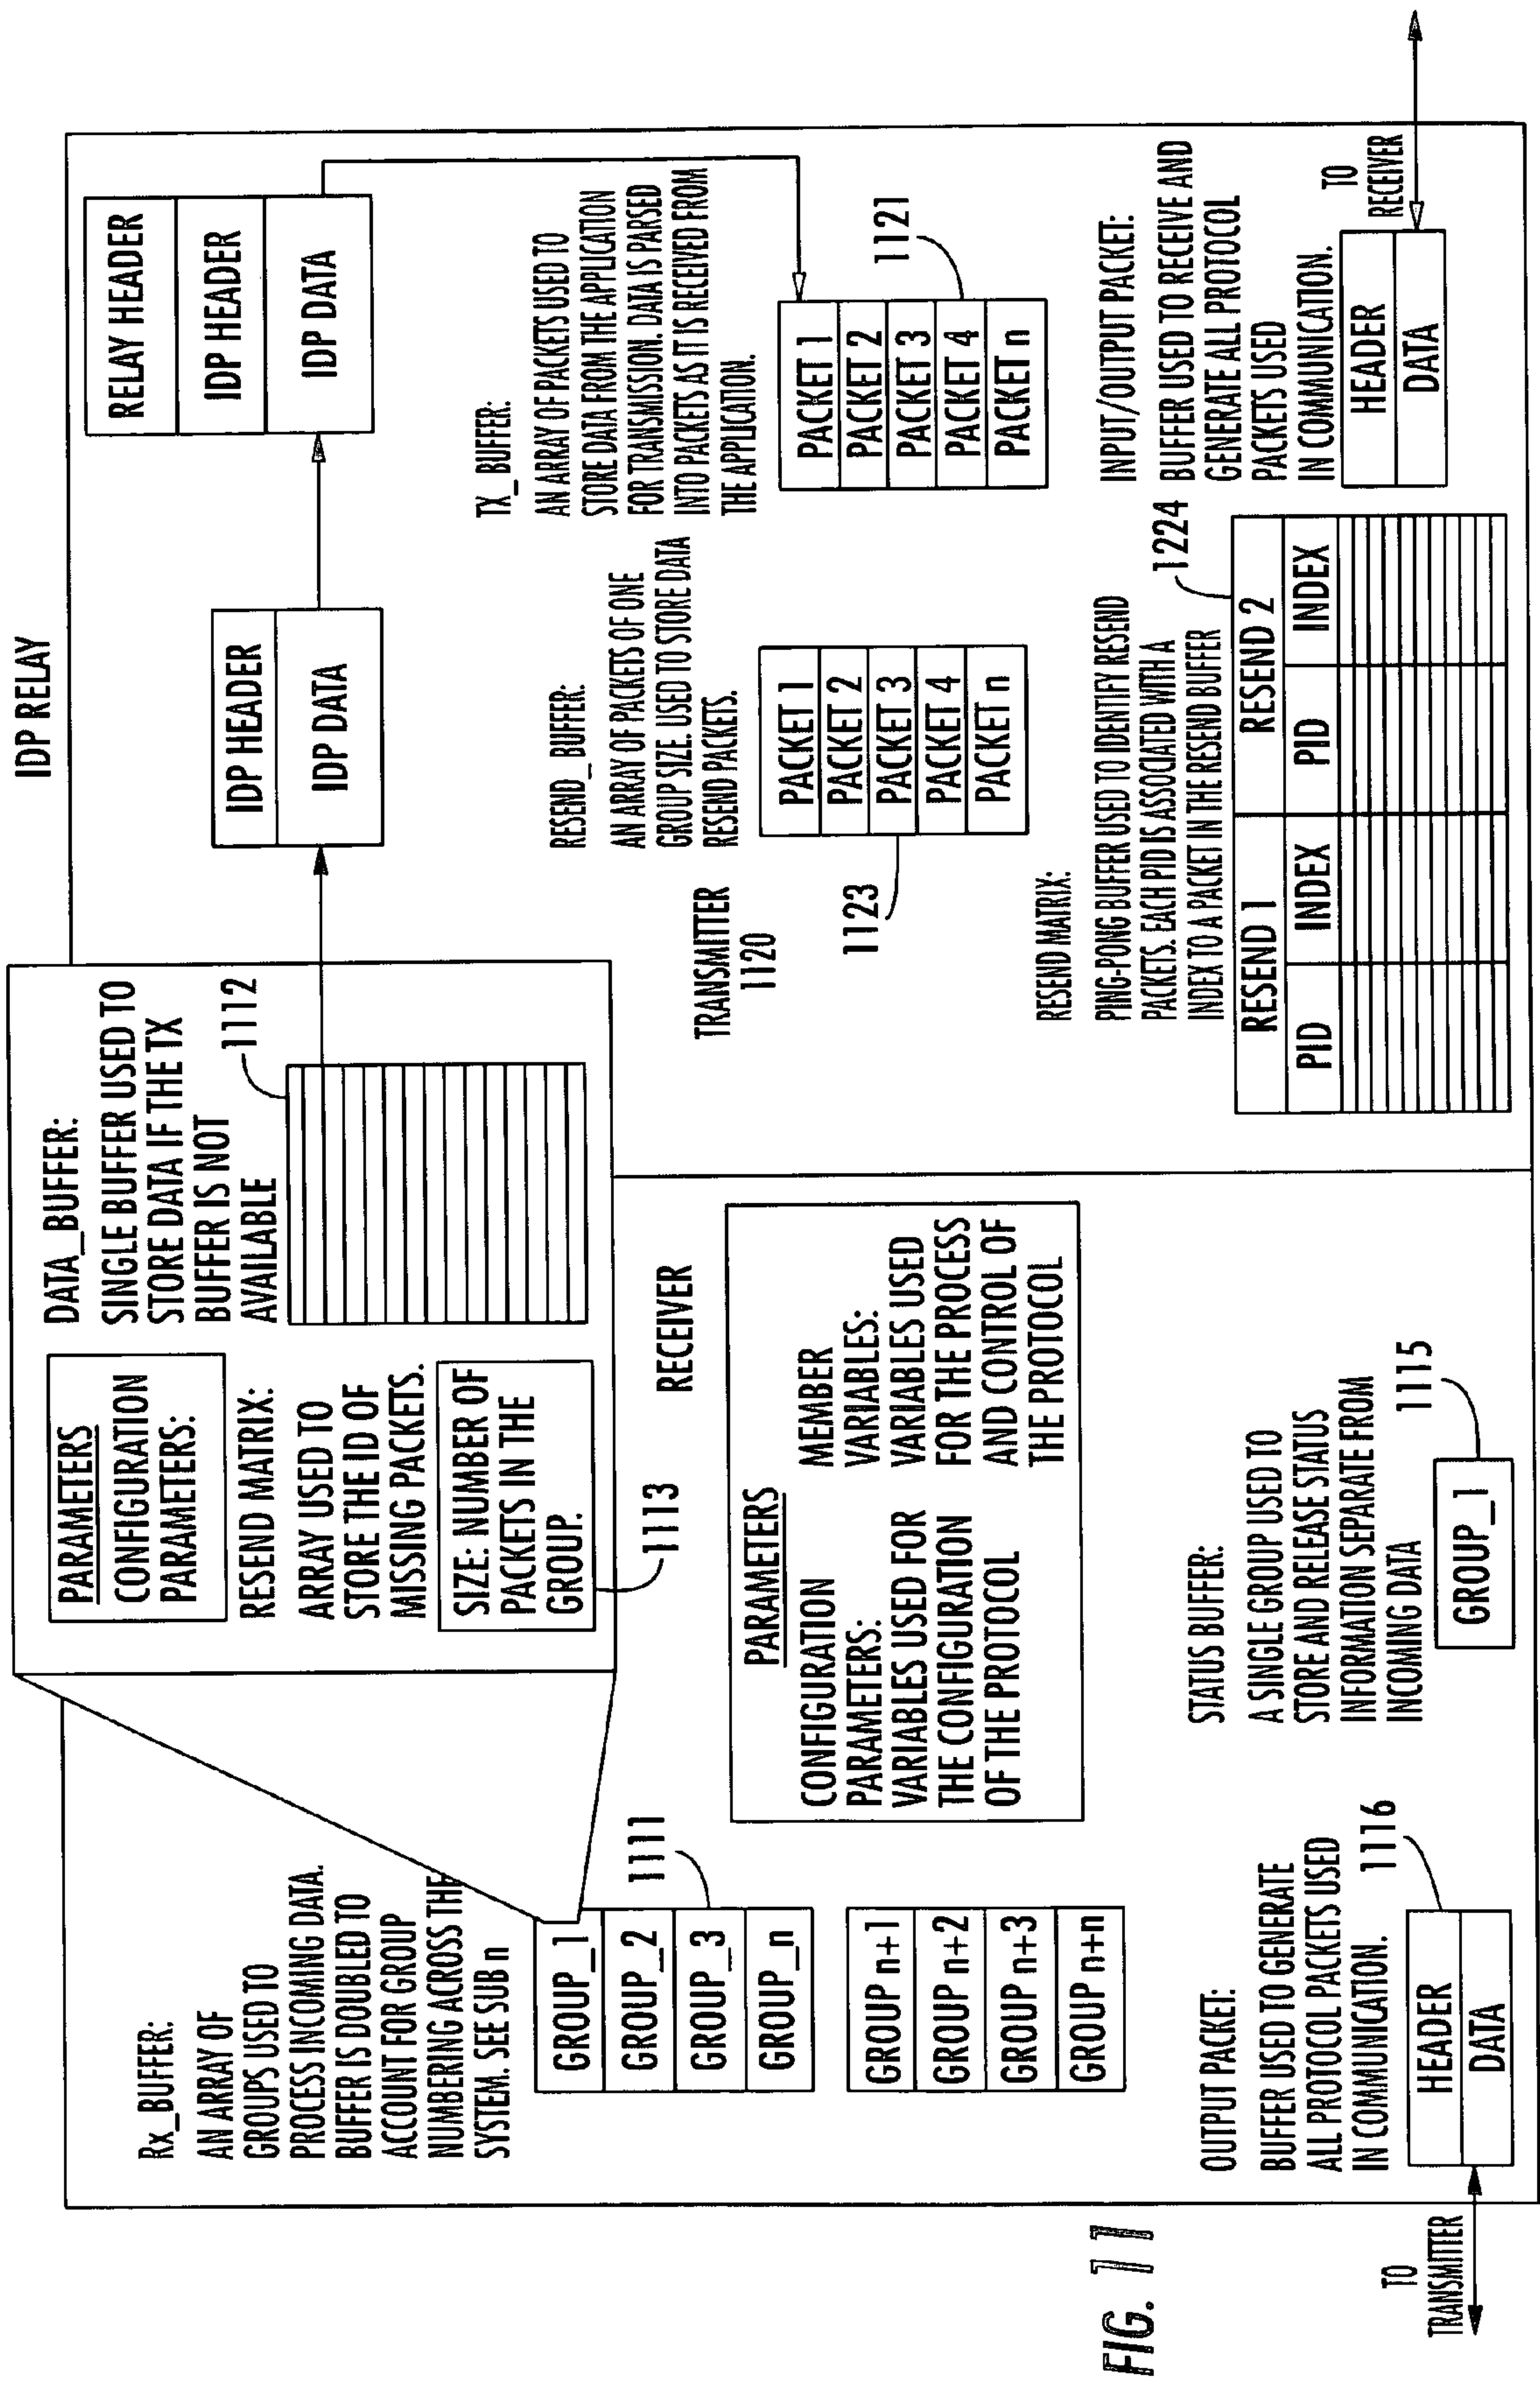 IDP RELAY
Rx_BUFFER:
AN ARRAY OF
GROUPS USED TO
PROCESS INCOMING DATA.
BUFFER IS DOUBLED TO
ACCOUNT FOR GROUP
NUMBERING ACROSS THE
SYSTEM. SEE SUB n
GROUP_1
GROUP_2
GROUP_3
GROUP_n
1111
GROUP n+1
GROUP n+2
GROUP n+3
GROUP n+n
OUTPUT PACKET:
BUFFER USED TO GENERATE
ALL PROTOCOL PACKETS USED
IN COMMUNICATION.
1116
HEADER
DATA
TO
TRANSMITTER
PARAMETERS
CONFIGURATION
PARAMETERS:
RESEND MATRIX:
ARRAY USED TO
STORE THE ID OF
MISSING PACKETS.
SIZE: NUMBER OF
PACKETS IN THE
GROUP.
1113
DATA_BUFFER:
SINGLE BUFFER USED TO
STORE DATA IF THE TX
BUFFER IS NOT
AVAILABLE
1112
RECEIVER
PARAMETERS
CONFIGURATION
PARAMETERS:
VARIABLES USED FOR
THE CONFIGURATION
OF THE PROTOCOL
MEMBER
VARIABLES:
VARIABLES USED
FOR THE PROCESS
AND CONTROL OF
THE PROTOCOL
STATUS BUFFER:
A SINGLE GROUP USED TO
STORE AND RELEASE STATUS
INFORMATION SEPARATE FROM
INCOMING DATA
1115
GROUP_1
IDP HEADER
IDP DATA
RELAY HEADER
IDP HEADER
IDP DATA
TRANSMITTER
1120
RESEND_BUFFER:
AN ARRAY OF PACKETS OF ONE
GROUP SIZE. USED TO STORE DATA
RESEND PACKETS.
PACKET 1
PACKET 2
PACKET 3
PACKET 4
PACKET n
1123
TX_BUFFER:
AN ARRAY OF PACKETS USED TO
STORE DATA FROM THE APPLICATION
FOR TRANSMISSION. DATA IS PARSED
INTO PACKETS AS IT IS RECEIVED FROM
THE APPLICATION.
PACKET 1
PACKET 2
PACKET 3
PACKET 4
PACKET n
1121
RESEND MATRIX:
PING-PONG BUFFER USED TO IDENTIFY RESEND
PACKETS. EACH PID IS ASSOCIATED WITH A
INDEX TO A PACKET IN THE RESEND BUFFER
1224
RESEND 1 RESEND 2
PID INDEX PID INDEX
INPUT/OUTPUT PACKET:
BUFFER USED TO RECEIVE AND
GENERATE ALL PROTOCOL
PACKETS USED
IN COMMUNICATION.
HEADER
DATA
TO
RECEIVER
FIG. 11